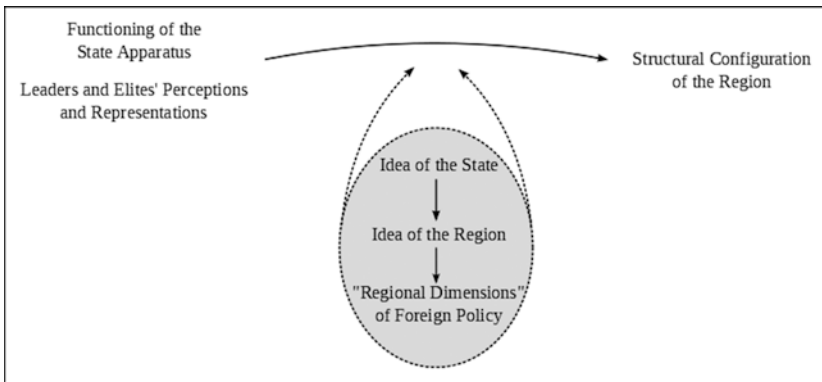 Functioning of the
State Apparatus
Leaders and Elites' Perceptions
and Representations
Structural Configuration
of the Region
Idea of the State
Idea of the Region
"Regional Dimensions"
of Foreign Policy